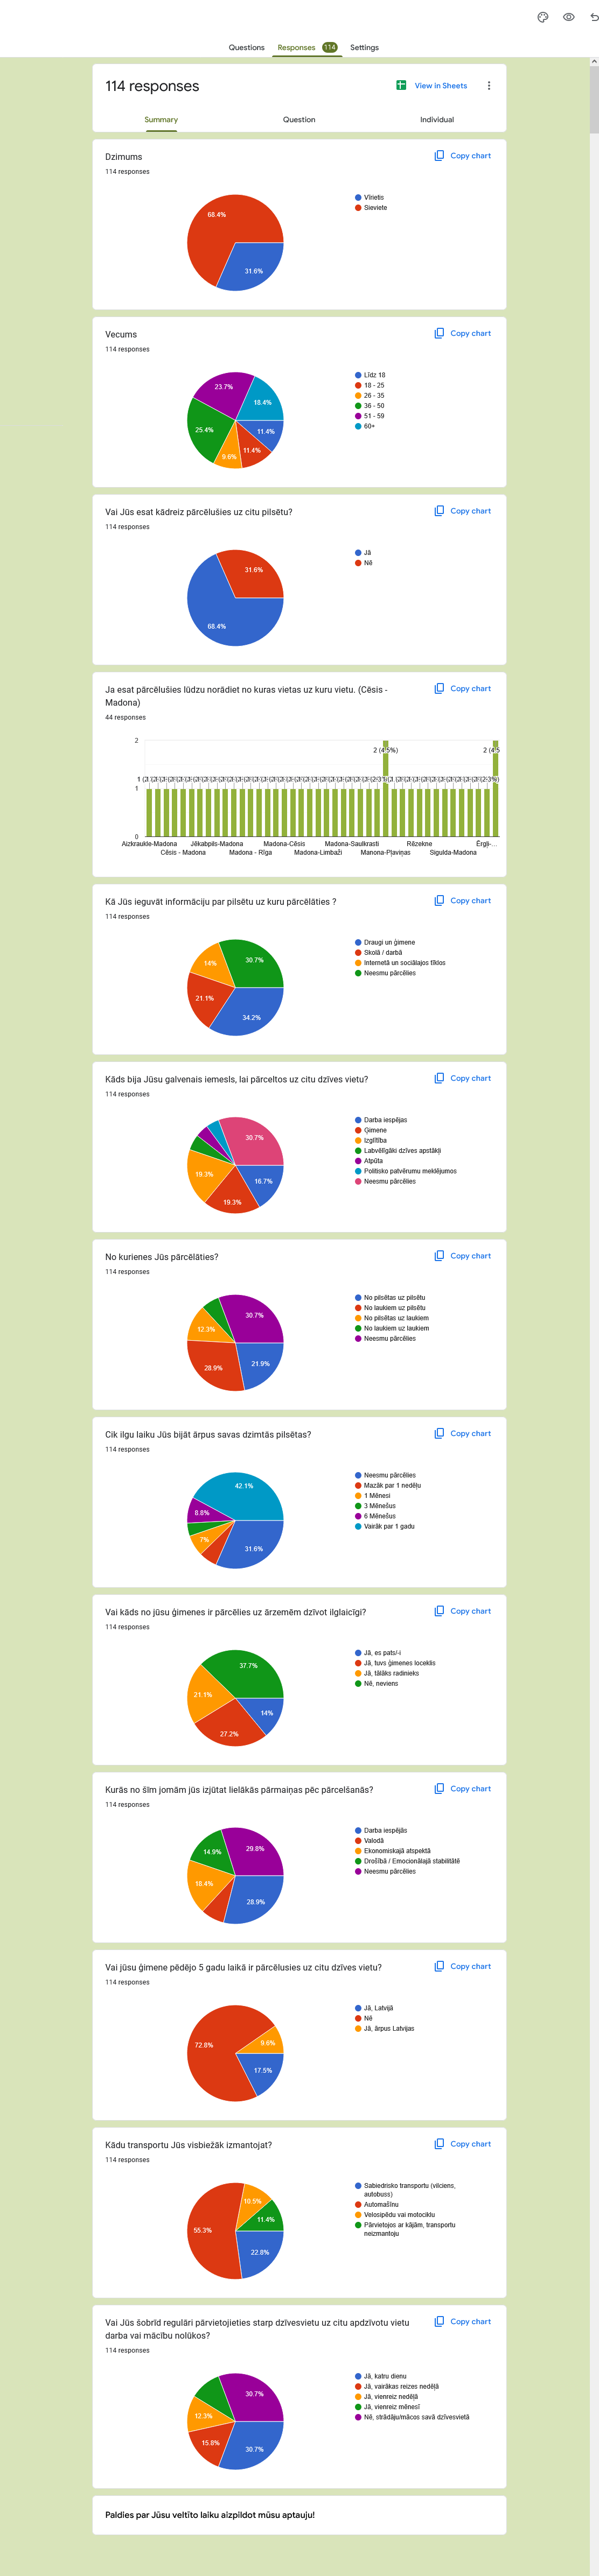 Questions
Responses 114
Settings
114 responses
View in Sheets
Summary
Question
Individual
Dzimums
Copy chart
114 responses
Vīrietis
Sieviete
68.4%
31.6%
Vecums
Copy chart
114 responses
Līdz 18
18 - 25
26 - 35
36 - 50
51 - 59
60+
23.7%
18.4%
25.4%
11.4%
9.6%
11.4%
Vai Jūs esat kādreiz pārcēlušies uz citu pilsētu?
Copy chart
114 responses
Jā
Nē
31.6%
68.4%
Ja esat pārcēlušies lūdzu norādiet no kuras vietas uz kuru vietu. (Cēsis -
Madona)
Copy chart
44 responses
2
1
0
2 (4.5%)
2 (4.5
Aizkraukle-Madona
Jēkabpils-Madona
Madona-Cēsis
Madona-Saulkrasti
Rēzekne
Ērgļi-...
Cēsis - Madona
Madona - Rīga
Madona-Limbaži
Manona-Pļaviņas
Sigulda-Madona
Kā Jūs ieguvāt informāciju par pilsētu uz kuru pārcēlāties ?
Copy chart
114 responses
Draugi un ģimene
Skolā / darbā
Internetā un sociālajos tīklos
Neesmu pārcēlies
14%
30.7%
21.1%
34.2%
Kāds bija Jūsu galvenais iemesls, lai pārceltos uz citu dzīves vietu?
Copy chart
114 responses
Darba iespējas
Ģimene
Izglītība
Labvēlīgāki dzīves apstākļi
Atpūta
Politisko patvērumu meklējumos
Neesmu pārcēlies
30.7%
19.3%
16.7%
19.3%
No kurienes Jūs pārcēlāties?
Copy chart
114 responses
No pilsētas uz pilsētu
No laukiem uz pilsētu
No pilsētas uz laukiem
No laukiem uz laukiem
Neesmu pārcēlies
30.7%
12.3%
21.9%
28.9%
Cik ilgu laiku Jūs bijāt ārpus savas dzimtās pilsētas?
Copy chart
114 responses
Neesmu pārcēlies
Mazāk par 1 nedēļu
1 Mēnesi
3 Mēnešus
6 Mēnešus
Vairāk par 1 gadu
42.1%
8.8%
7%
31.6%
Vai kāds no jūsu ģimenes ir pārcēlies uz ārzemēm dzīvot ilglaicīgi?
Copy chart
114 responses
Jā, es pats/-i
Jā, tuvs ģimenes loceklis
Jā, tālāks radinieks
Nē, neviens
37.7%
21.1%
14%
27.2%
Kurās no šīm jomām jūs izjūtat lielākās pārmaiņas pēc pārcelšanās?
Copy chart
114 responses
Darba iespējās
Valodā
Ekonomiskajā atspektā
Drošībā / Emocionālajā stabilitātē
Neesmu pārcēlies
14.9%
29.8%
18.4%
28.9%
Vai jūsu ģimene pēdējo 5 gadu laikā ir pārcēlusies uz citu dzīves vietu?
Copy chart
114 responses
Jā, Latvijā
Nē
Jā, ārpus Latvijas
72.8%
9.6%
17.5%
Kādu transportu Jūs visbiežāk izmantojat?
Copy chart
114 responses
Sabiedrisko transportu (vilciens,
autobuss)
Automašīnu
Velosipēdu vai motociklu
Pārvietojos ar kājām, transportu
neizmantoju
10.5%
11.4%
55.3%
22.8%
Vai Jūs šobrīd regulāri pārvietojieties starp dzīvesvietu uz citu apdzīvotu vietu
darba vai mācību nolūkos?
Copy chart
114 responses
Jā, katru dienu
Jā, vairākas reizes nedēļā
Jā, vienreiz nedēļā
Jā, vienreiz mēnesī
Nē, strādāju/mācos savā dzīvesvietā
30.7%
12.3%
15.8%
30.7%
Paldies par Jūsu veltīto laiku aizpildot mūsu aptauju!